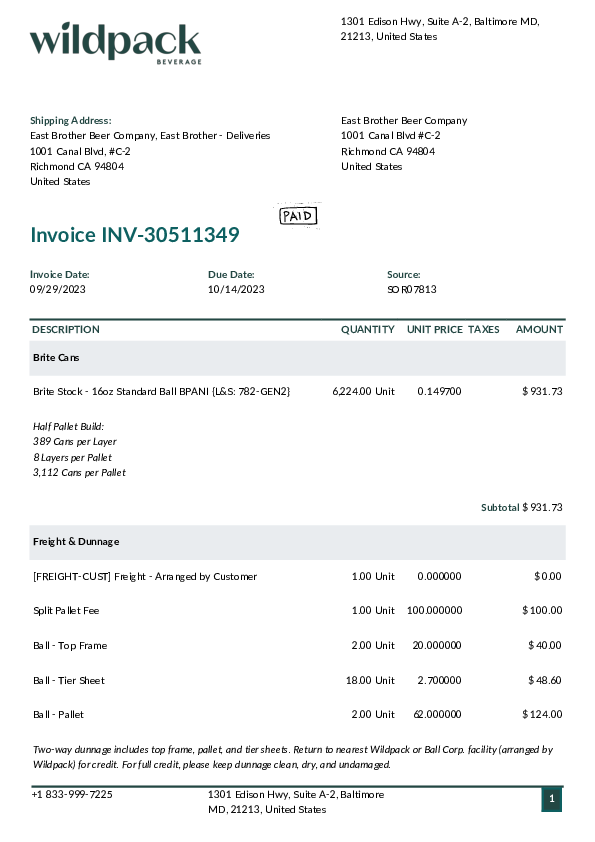 wildpack
BEVERAGE
1301 Edison Hwy, Suite A-2, Baltimore MD,
21213, United States
Shipping Address:
East Brother Beer Company, East Brother - Deliveries
1001 Canal Blvd, #C-2
Richmond CA 94804
United States
East Brother Beer Company
1001 Canal Blvd #C-2
Richmond CA 94804
United States
PAID
Invoice INV-30511349
Invoice Date: Due Date: Source:
09/29/2023 10/14/2023 SOR07813
DESCRIPTION QUANTITY UNIT PRICE TAXES AMOUNT
Brite Cans
Brite Stock - 16oz Standard Ball BPANI {L&S: 782-GEN2} 6,224.00 Unit 0.149700 $ 931.73
Half Pallet Build:
389 Cans per Layer
8 Layers per Pallet
3,112 Cans per Pallet
Subtotal $ 931.73
Freight & Dunnage
[FREIGHT-CUST] Freight - Arranged by Customer 1.00 Unit 0.000000 $ 0.00
Split Pallet Fee 1.00 Unit 100.000000 $ 100.00
Ball - Top Frame 2.00 Unit 20.000000 $ 40.00
Ball - Tier Sheet 18.00 Unit 2.700000 $ 48.60
Ball - Pallet 2.00 Unit 62.000000 $ 124.00
Two-way dunnage includes top frame, pallet, and tier sheets. Return to nearest Wildpack or Ball Corp. facility (arranged by
Wildpack) for credit. For full credit, please keep dunnage clean, dry, and undamaged.
+1 833-999-7225 1301 Edison Hwy, Suite A-2, Baltimore 1
MD, 21213, United States